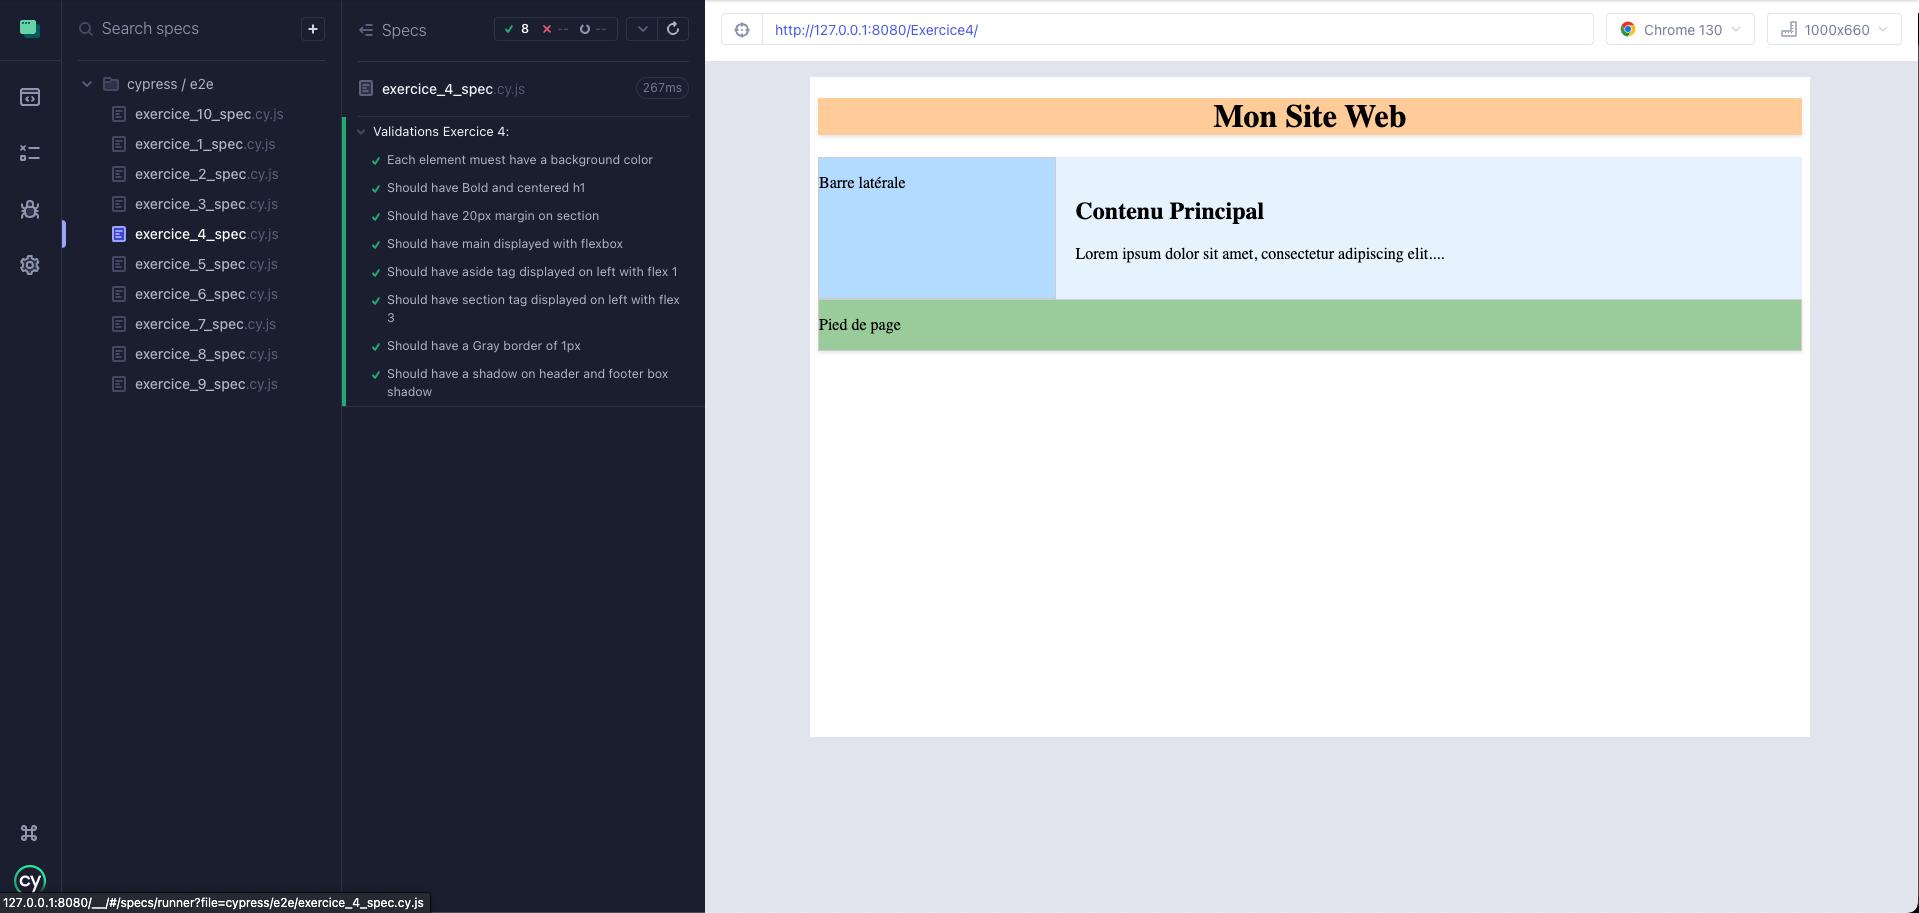 Search specs
+
cypress / e2e
exercice_10_spec.cy.js
exercice_1_spec.cy.js
exercice_2_spec.cy.js
exercice_3_spec.cy.js
exercice_4_spec.cy.js
exercice_5_spec.cy.js
exercice_6_spec.cy.js
exercice_7_spec.cy.js
exercice_8_spec.cy.js
exercice_9_spec.cy.js
cy
127.0.0.1:8080/__/#/specs/runner?file=cypress/e2e/exercice_4_spec.cy.js
Specs
8 -- --
exercice_4_spec.cy.js 267ms
Validations Exercice 4:
Each element muest have a background color
Should have Bold and centered h1
Should have 20px margin on section
Should have main displayed with flexbox
Should have aside tag displayed on left with flex 1
Should have section tag displayed on left with flex
3
Should have a Gray border of 1px
Should have a shadow on header and footer box
shadow
http://127.0.0.1:8080/Exercice4/
Chrome 130
1000x660
Mon Site Web
Barre latérale
Contenu Principal
Lorem ipsum dolor sit amet, consectetur adipiscing elit....
Pied de page